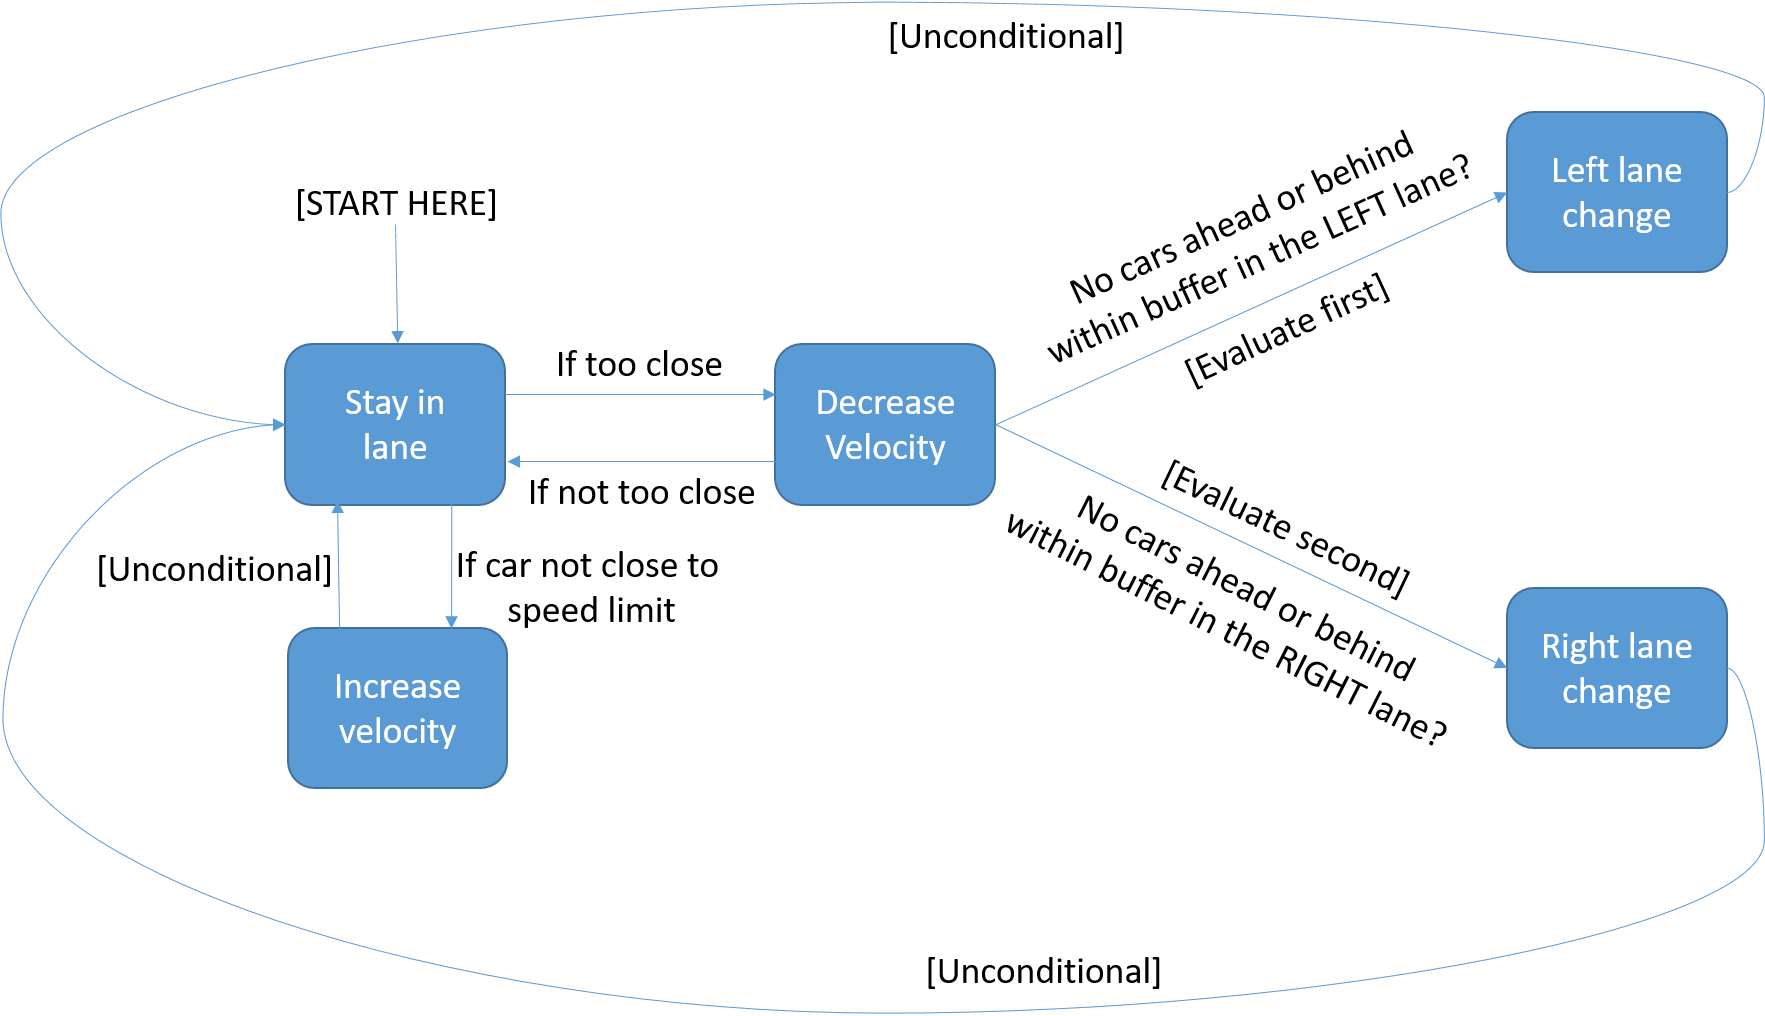 [Unconditional]
[START HERE]
No cars ahead or behind
within buffer in the LEFT lane?
[Evaluate first]
Left lane
change
If too close
Stay in
lane
Decrease
Velocity
If not too close
[Unconditional]
If car not close to
speed limit
[Evaluate second]
No cars ahead or behind
within buffer in the RIGHT lane?
Increase
velocity
Right lane
change
[Unconditional]